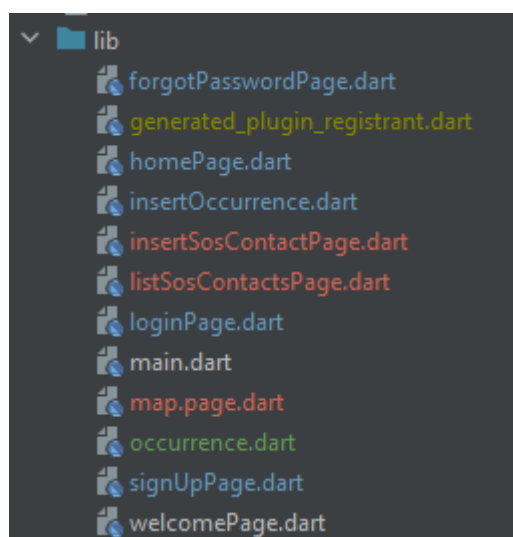 lib
forgotPasswordPage.dart
generated_plugin_registrant.dart
homePage.dart
insertOccurrence.dart
insertSosContactPage.dart
listSosContactsPage.dart
loginPage.dart
main.dart
map.page.dart
occurrence.dart
signUpPage.dart
welcomePage.dart